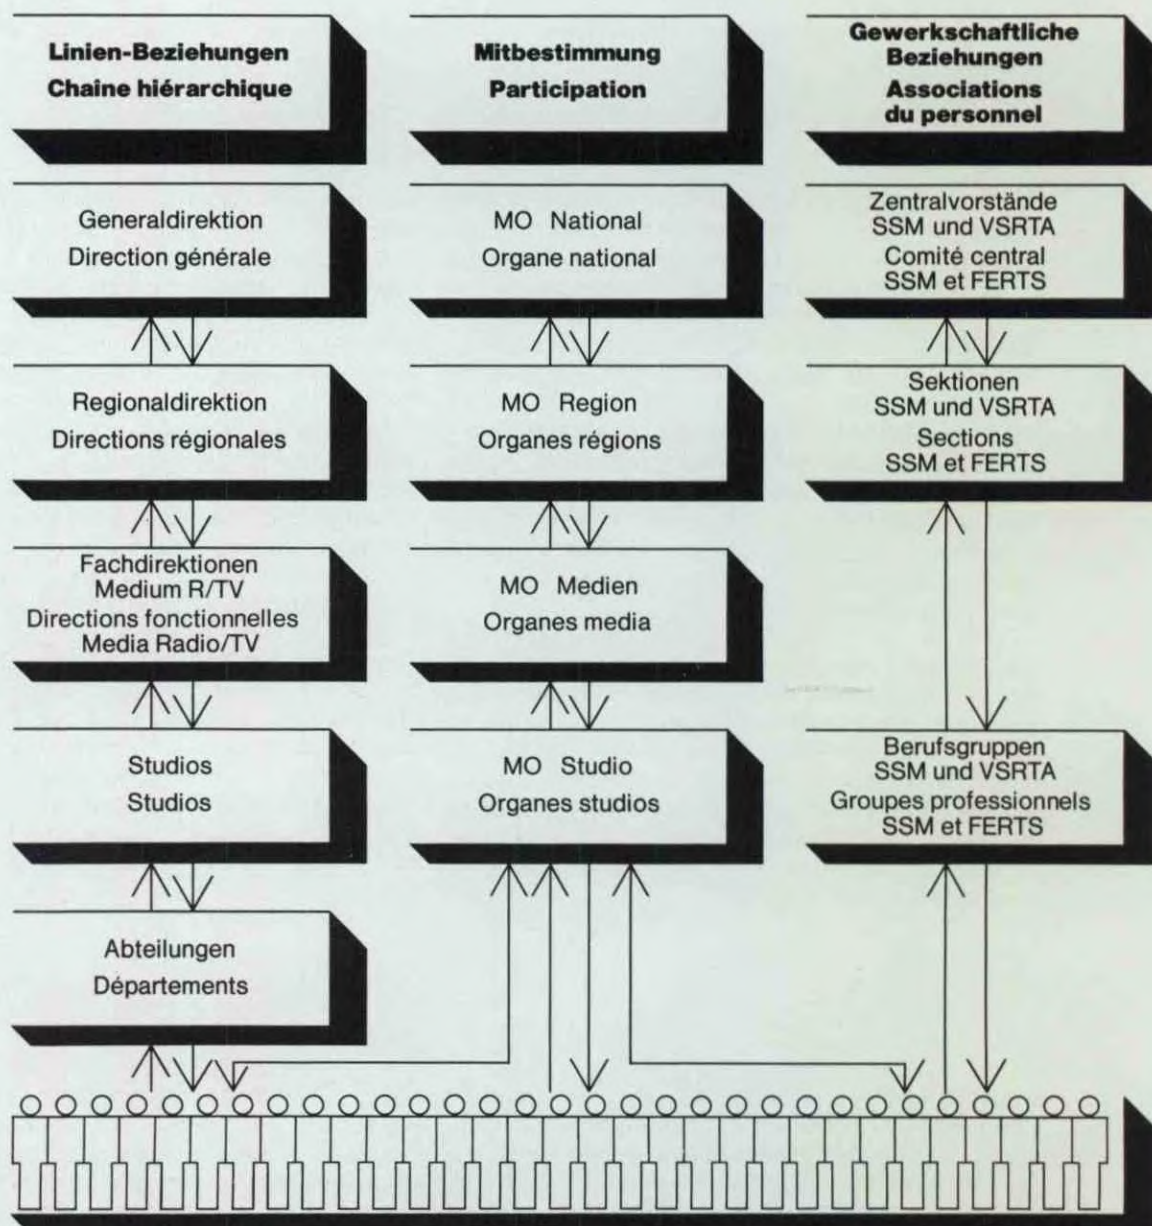 Linien-Beziehungen
Chaine hiérarchique
Mitbestimmung
Participation
Gewerkschaftliche
Beziehungen
Associations
du personnel
Generaldirektion
Direction générale
MO National
Organe national
Zentralvorstände
SSM und VSRTA
Comité central
SSM et FERTS
Regionaldirektion
Directions régionales
MO Region
Organes régions
Sektionen
SSM und VSRTA
Sections
SSM et FERTS
Fachdirektionen
Medium R/TV
Directions fonctionnelles
Media Radio/TV
MO Medien
Organes media
Studios
Studios
MO Studio
Organes studios
Berufsgruppen
SSM und VSRTA
Groupes professionnels
SSM et FERTS
Abteilungen
Départements